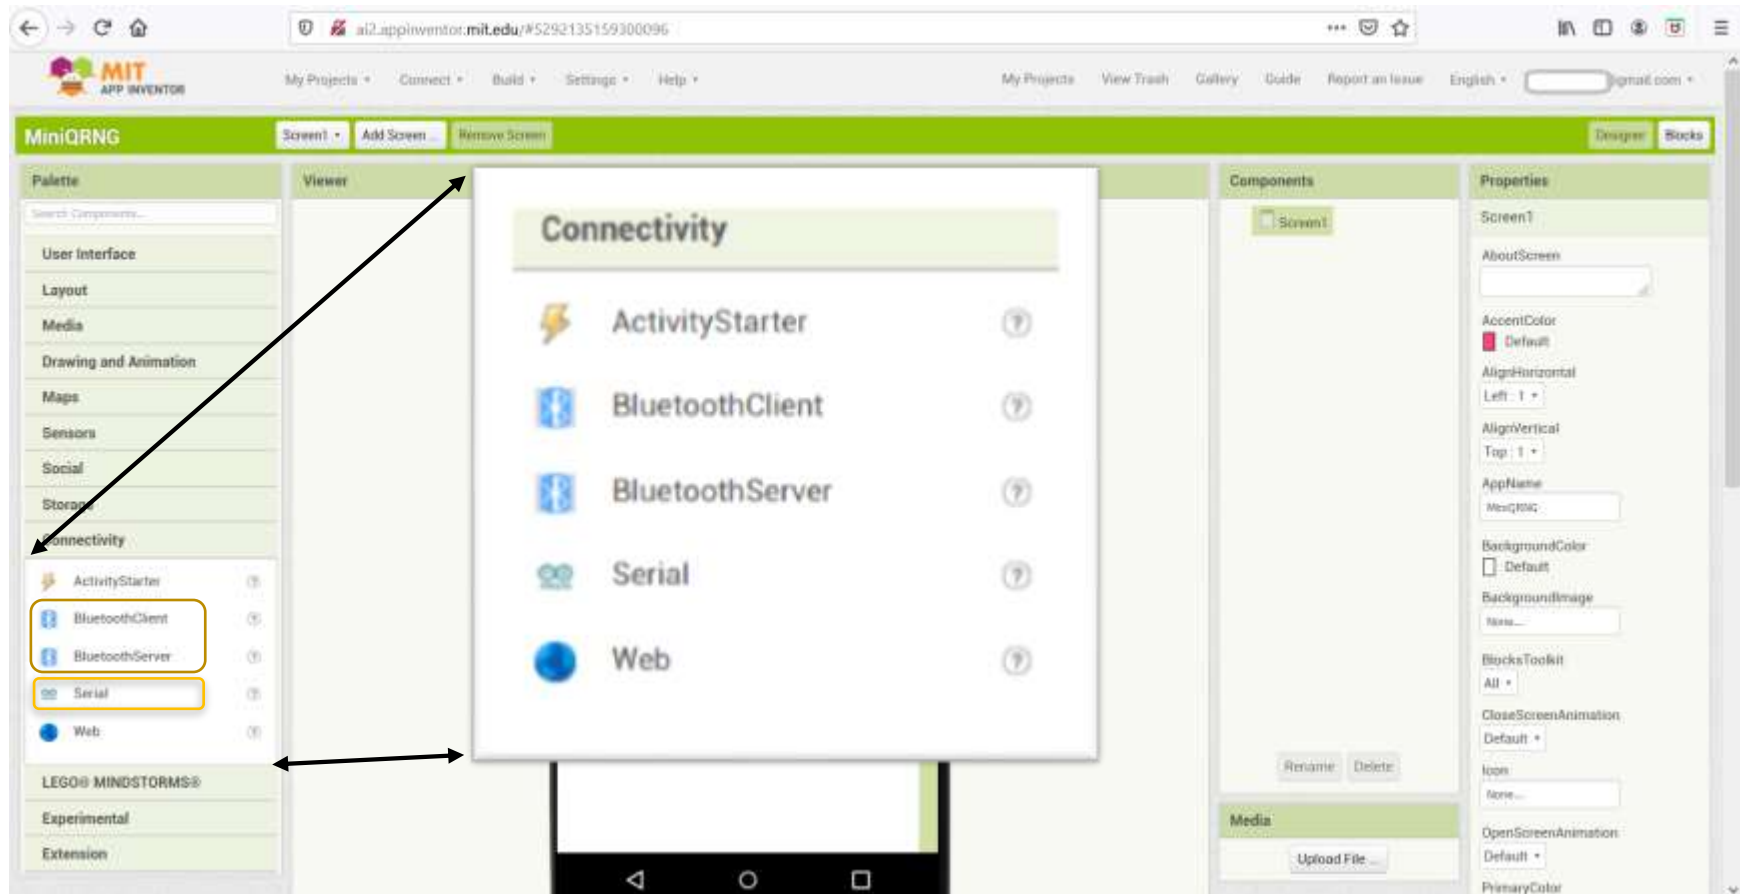 ai2.appinventor.mit.edu/#5292135159300096
MIT
APP INVENTOR
My Projects Connect Build Settings Help
My Projects View Trash Gallery Guide Report an Issue English gmail.com
MiniQRNG
Screen1 Add Screen ... Remove Screen
Designer Blocks
Palette
Search Components...
User Interface
Layout
Media
Drawing and Animation
Maps
Sensors
Social
Storage
Connectivity
ActivityStarter
BluetoothClient
BluetoothServer
Serial
Web
LEGO® MINDSTORMS®
Experimental
Extension
Viewer
Connectivity
ActivityStarter
BluetoothClient
BluetoothServer
Serial
Web
Components
Screen1
Rename Delete
Media
Upload File ...
Properties
Screen1
AboutScreen
AccentColor
Default
AlignHorizontal
Left : 1
AlignVertical
Top : 1
AppName
BackgroundColor
Default
BackgroundImage
None...
BlocksToolkit
All
CloseScreenAnimation
Default
Icon
None...
OpenScreenAnimation
Default
PrimaryColor